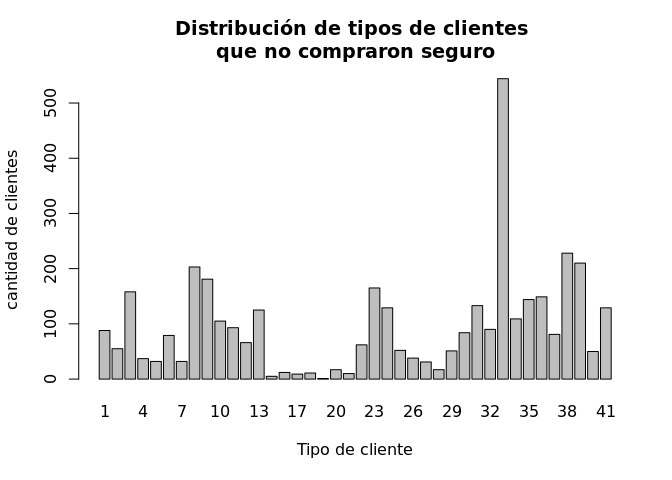 Distribución de tipos de clientes
que no compraron seguro
cantidad de clientes
500
400
300
200
100
0
1 4 7 10 13 17 20 23 26 29 32 35 38 41
Tipo de cliente